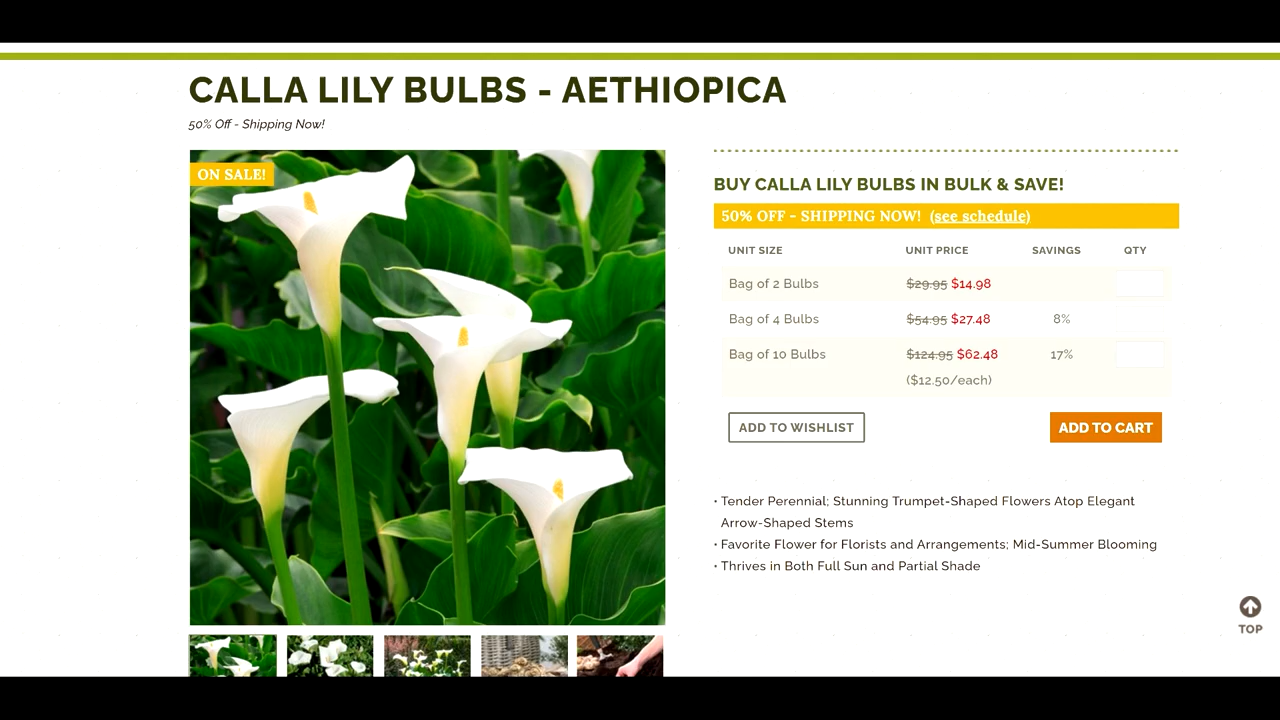 CALLA LILY BULBS - AETHIOPICA
50% Off - Shipping Now!
ON SALE!
BUY CALLA LILY BULBS IN BULK & SAVE!
50% OFF - SHIPPING NOW! (see schedule)
UNIT SIZE UNIT PRICE SAVINGS QTY
Bag of 2 Bulbs $29.95 $14.98
Bag of 4 Bulbs $54.95 $27.48 8%
Bag of 10 Bulbs $124.95 $62.48 17%
($12.50/each)
ADD TO WISHLIST ADD TO CART
• Tender Perennial; Stunning Trumpet-Shaped Flowers Atop Elegant
Arrow-Shaped Stems
• Favorite Flower for Florists and Arrangements; Mid-Summer Blooming
• Thrives in Both Full Sun and Partial Shade
TOP